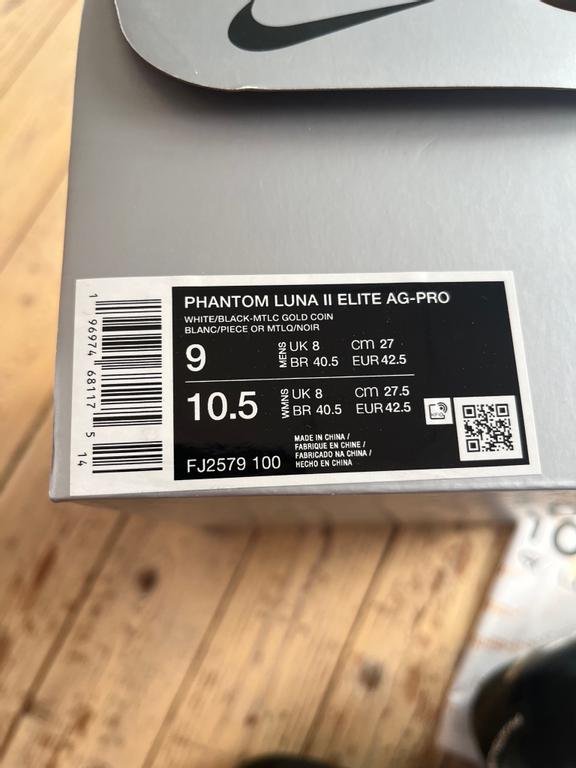 PHANTOM LUNA II ELITE AG-PRO
WHITE/BLACK-MTLC GOLD COIN
BLANC/PIECE OR MTLQ/NOIR
9 MENS UK 8 cm 27
BR 40.5 EUR 42.5
10.5 WMNS UK 8 cm 27.5
BR 40.5 EUR 42.5
MADE IN CHINA /
FABRIQUE EN CHINE /
FABRICADO NA CHINA /
HECHO EN CHINA
FJ2579 100
1 96974 68117 5 14